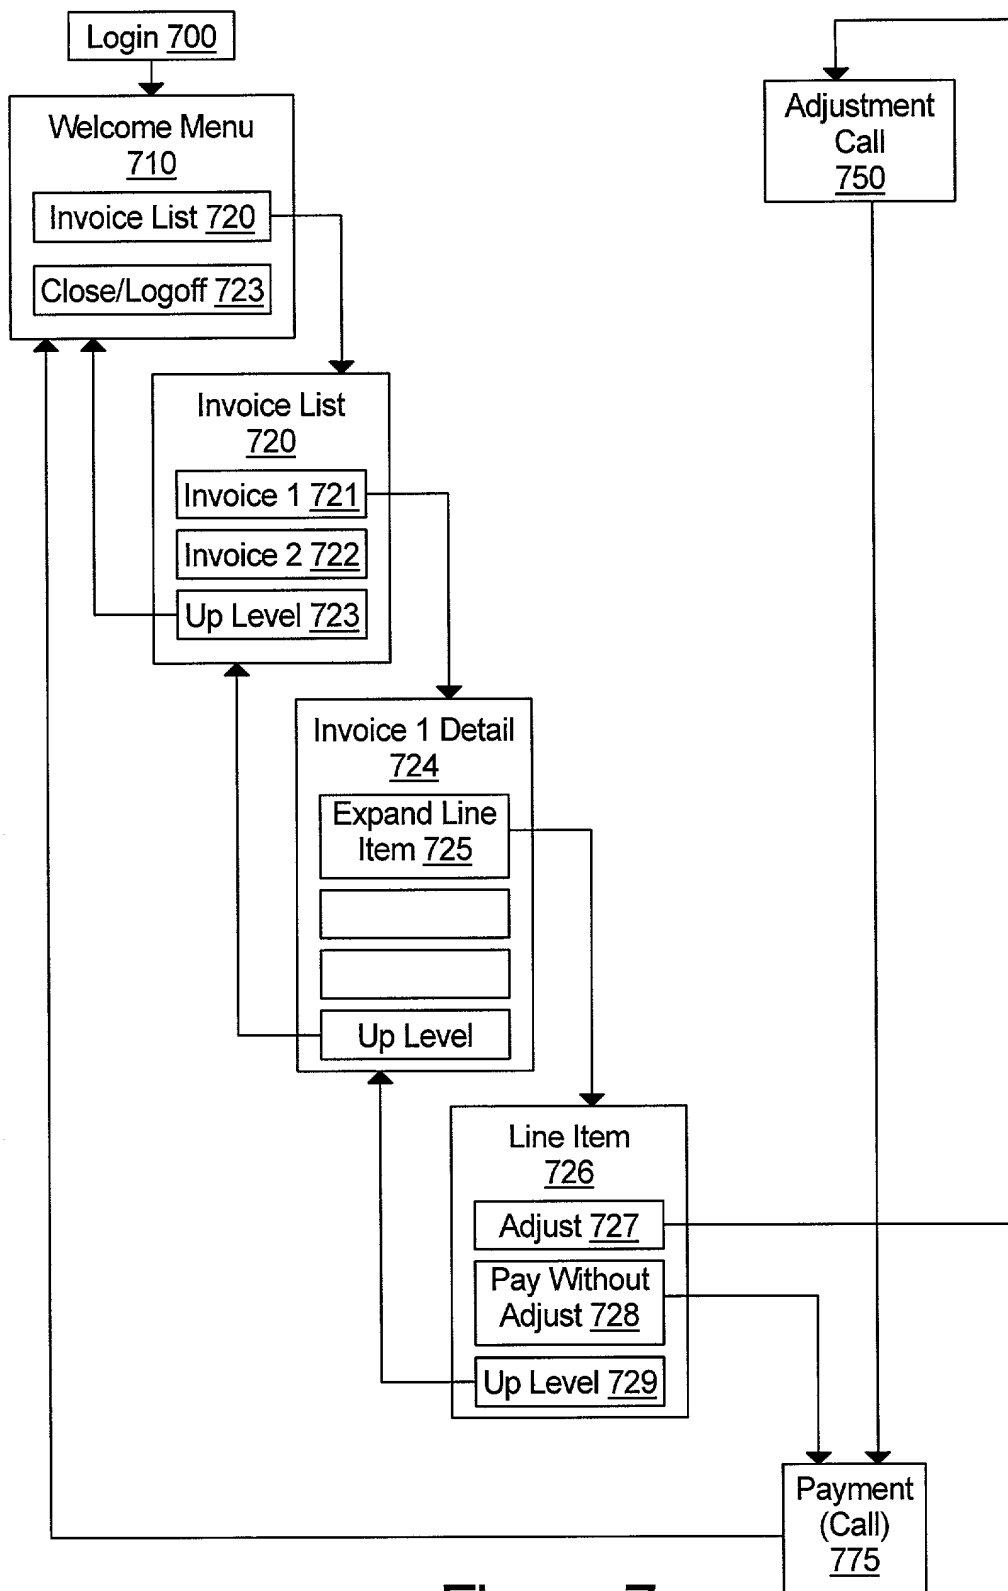 Login 700
Welcome Menu
710
Invoice List 720
Close/Logoff 723
Adjustment
Call
750
Invoice List
720
Invoice 1 721
Invoice 2 722
Up Level 723
Invoice 1 Detail
724
Expand Line
Item 725
Up Level
Line Item
726
Adjust 727
Pay Without
Adjust 728
Up Level 729
Payment
(Call)
775